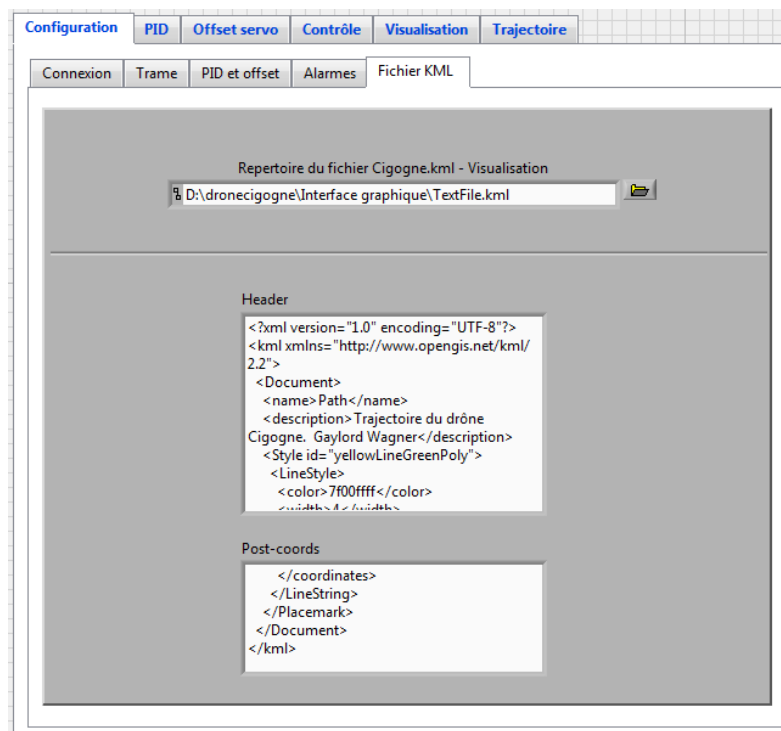 Configuration PID Offset servo Contrôle Visualisation Trajectoire
Connexion Trame PID et offset Alarmes Fichier KML
Repertoire du fichier Cigogne.kml - Visualisation
D:\dronecigogne\Interface graphique\TextFile.kml
Header
<?xml version="1.0" encoding="UTF-8"?>
<kml xmlns="http://www.opengis.net/kml/
2.2">
<Document>
<name>Path</name>
<description>Trajectoire du drône
Cigogne.  Gaylord Wagner</description>
<Style id="yellowLineGreenPoly">
<LineStyle>
<color>7f00ffff</color>
<width>4</width>
Post-coords
</coordinates>
</LineString>
</Placemark>
</Document>
</kml>